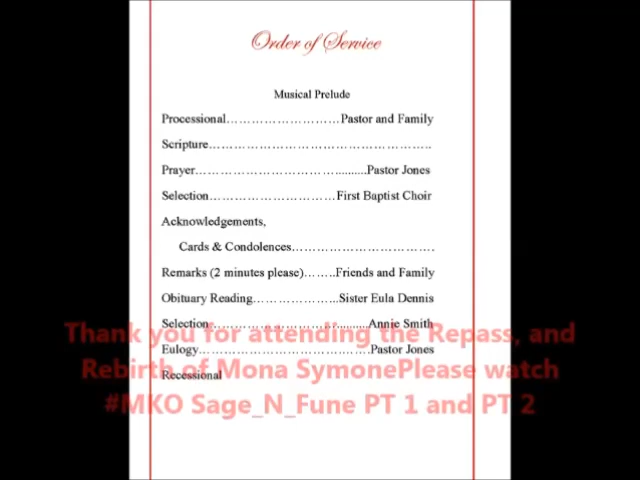 Order of Service
Musical Prelude
Processional………………………Pastor and Family
Scripture……………………………………………..
Prayer……………………………..........Pastor Jones
Selection…………………………First Baptist Choir
Acknowledgements,
Cards & Condolences…………………………….
Remarks (2 minutes please)……..Friends and Family
Obituary Reading………………...Sister Eula Dennis
Selection…………………………..........Annie Smith
Thank you for attending the Repass, and
Eulogy…………………………….…….Pastor Jones
Rebirth of Mona SymonePlease watch
Recessional
#MKO Sage_N_Fune PT 1 and PT 2